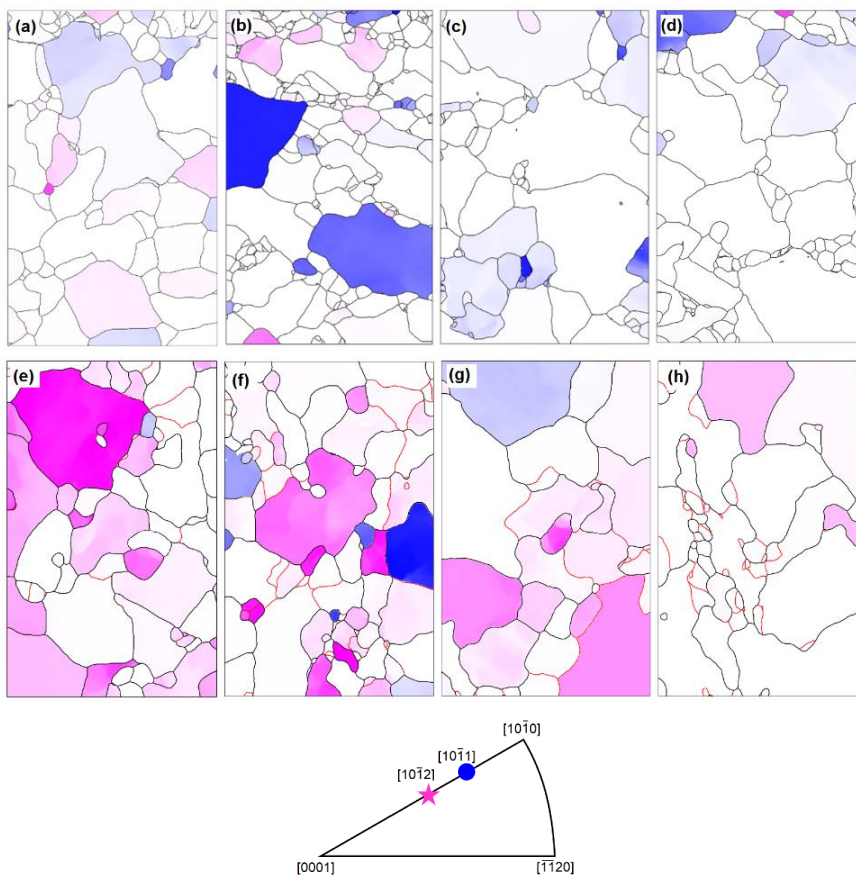 (a) (b) (c) (d)
(e) (f) (g) (h)
[101̄0]
[101̄1]
[101̄2]
[0001] [1̄1̄20]